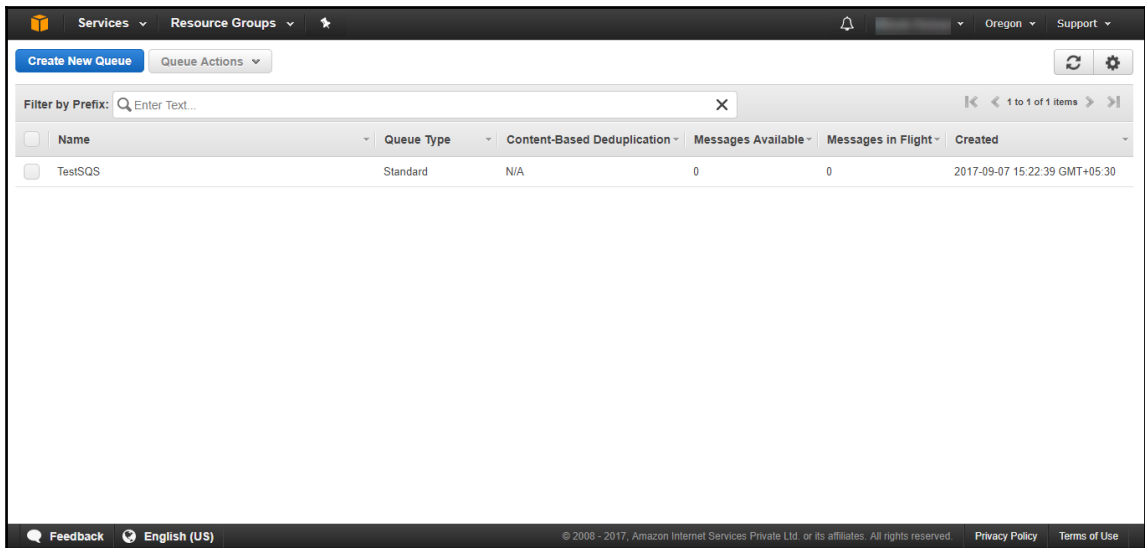 Services Resource Groups Oregon Support
Create New Queue Queue Actions
Filter by Prefix: Enter Text... 1 to 1 of 1 items
Name Queue Type Content-Based Deduplication Messages Available Messages in Flight Created
TestSQS Standard N/A 0 0 2017-09-07 15:22:39 GMT+05:30
Feedback English (US) © 2008 - 2017, Amazon Internet Services Private Ltd. or its affiliates. All rights reserved. Privacy Policy Terms of Use